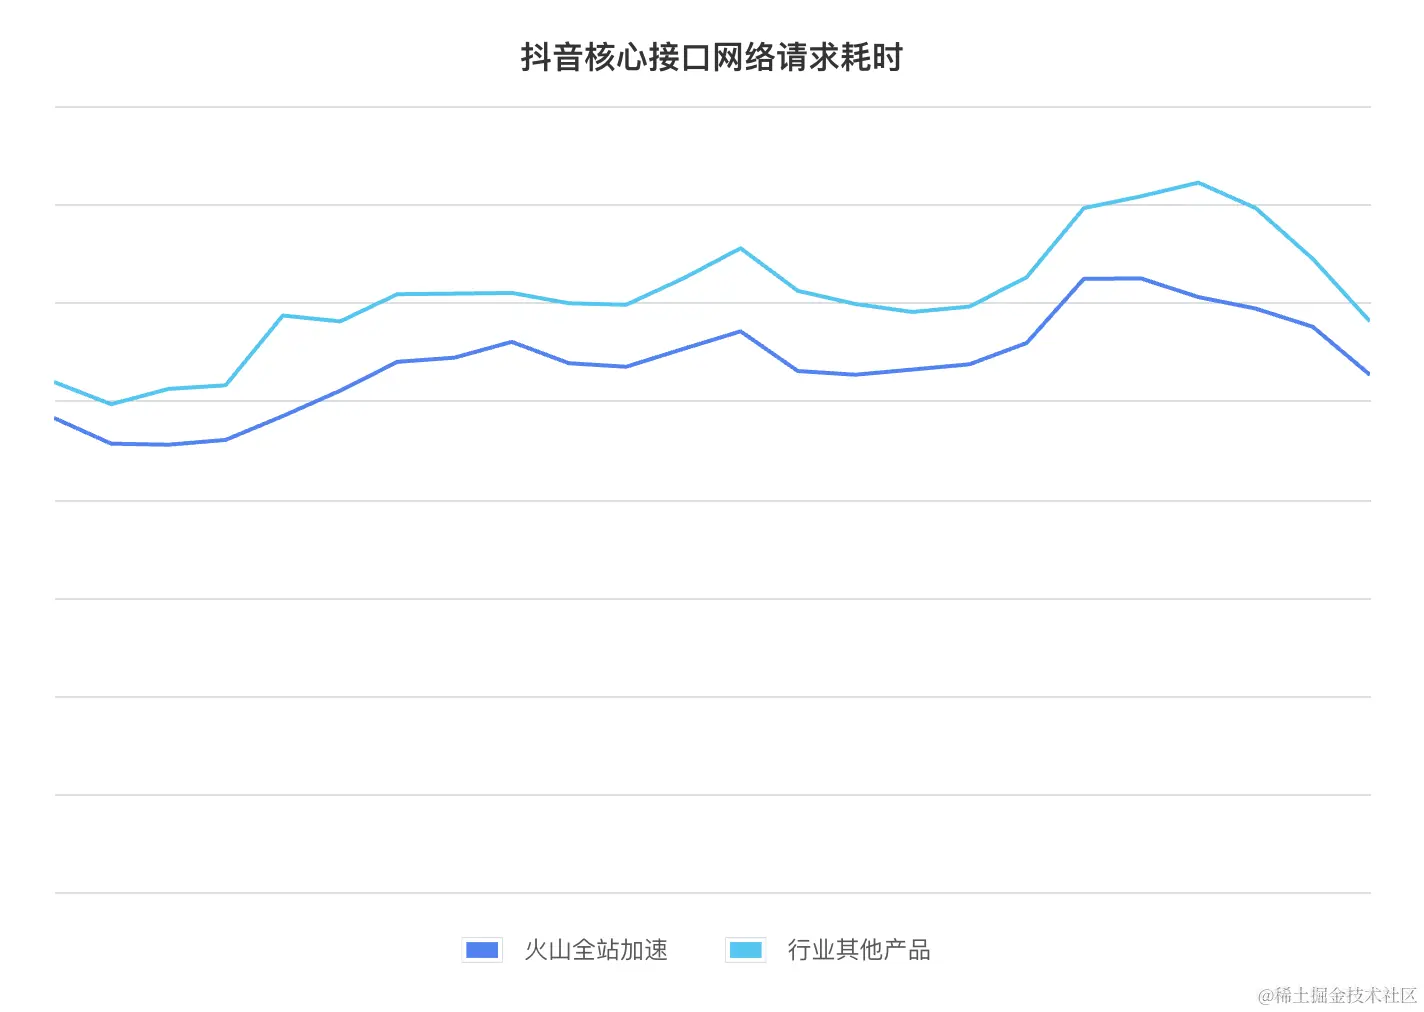 抖音核心接口网络请求耗时
火山全站加速
行业其他产品
@稀土掘金技术社区